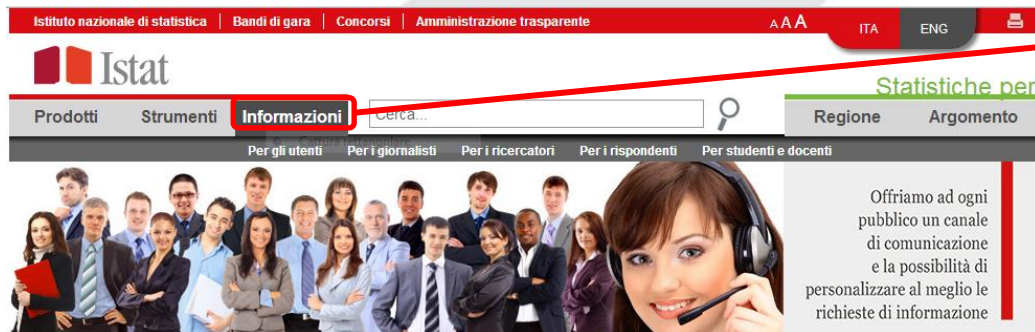 Istituto nazionale di statistica | Bandi di gara | Concorsi | Amministrazione trasparente A A A ITA ENG
Istat
Statistiche per
Prodotti Strumenti Informazioni Cerca... Regione Argomento
Cattura rettangolare
Per gli utenti Per i giornalisti Per i ricercatori Per i rispondenti Per studenti e docenti
Offriamo ad ogni
pubblico un canale
di comunicazione
e la possibilità di
personalizzare al meglio le
richieste di informazione